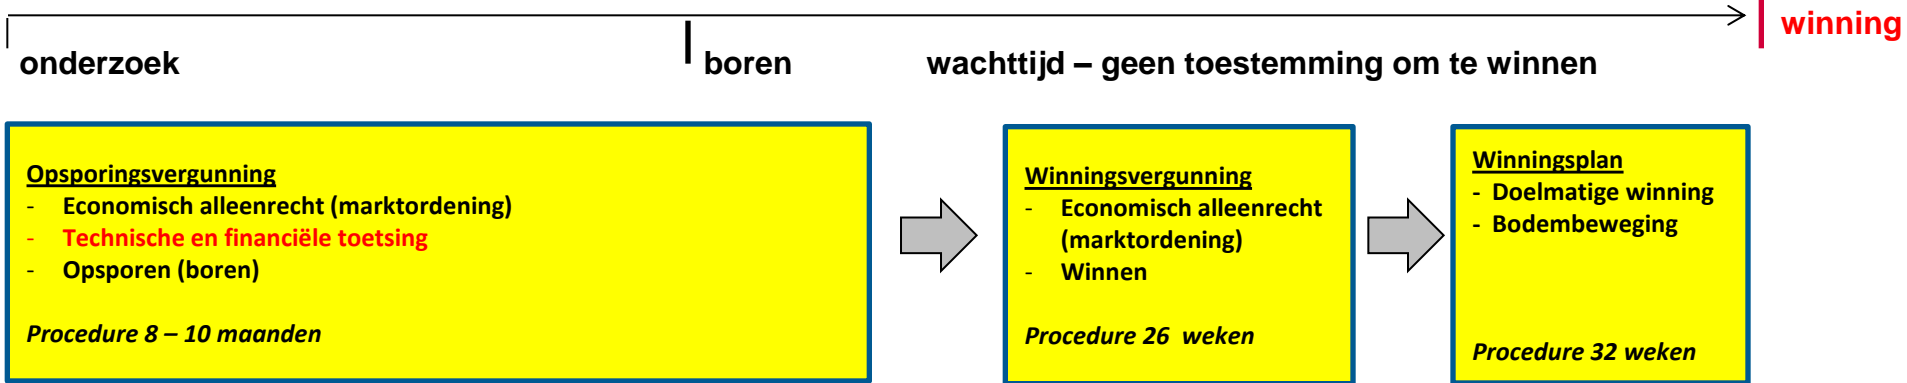 winning
onderzoek
boren
wachttijd – geen toestemming om te winnen
Opsporingsvergunning
- Economisch alleenrecht (marktordening)
- Technische en financiële toetsing
- Opsporen (boren)
Procedure 8 – 10 maanden
Winningsvergunning
- Economisch alleenrecht
(marktordening)
- Winnen
Procedure 26 weken
Winningsplan
- Doelmatige winning
- Bodembeweging
Procedure 32 weken